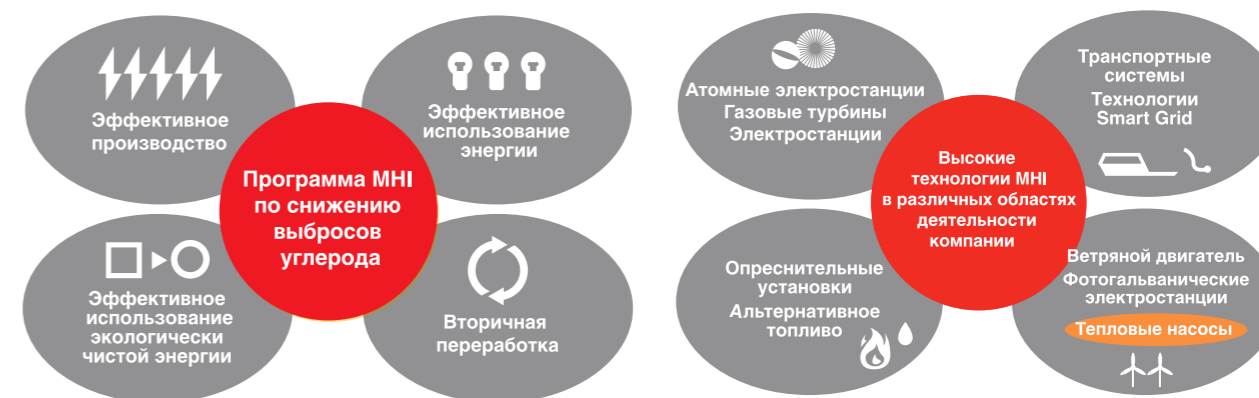 Эффективное
производство
Эффективное
использование
энергии
Программа MHI
по снижению
выбросов
углерода
Эффективное
использование
экологически
чистой энергии
Вторичная
переработка
Атомные электростанции
Газовые турбины
Электростанции
Транспортные
системы
Технологии
Smart Grid
Высокие
технологии MHI
в различных областях
деятельности
компании
Опреснительные
установки
Альтернативное
топливо
Ветряной двигатель
Фотогальванические
электростанции
Тепловые насосы